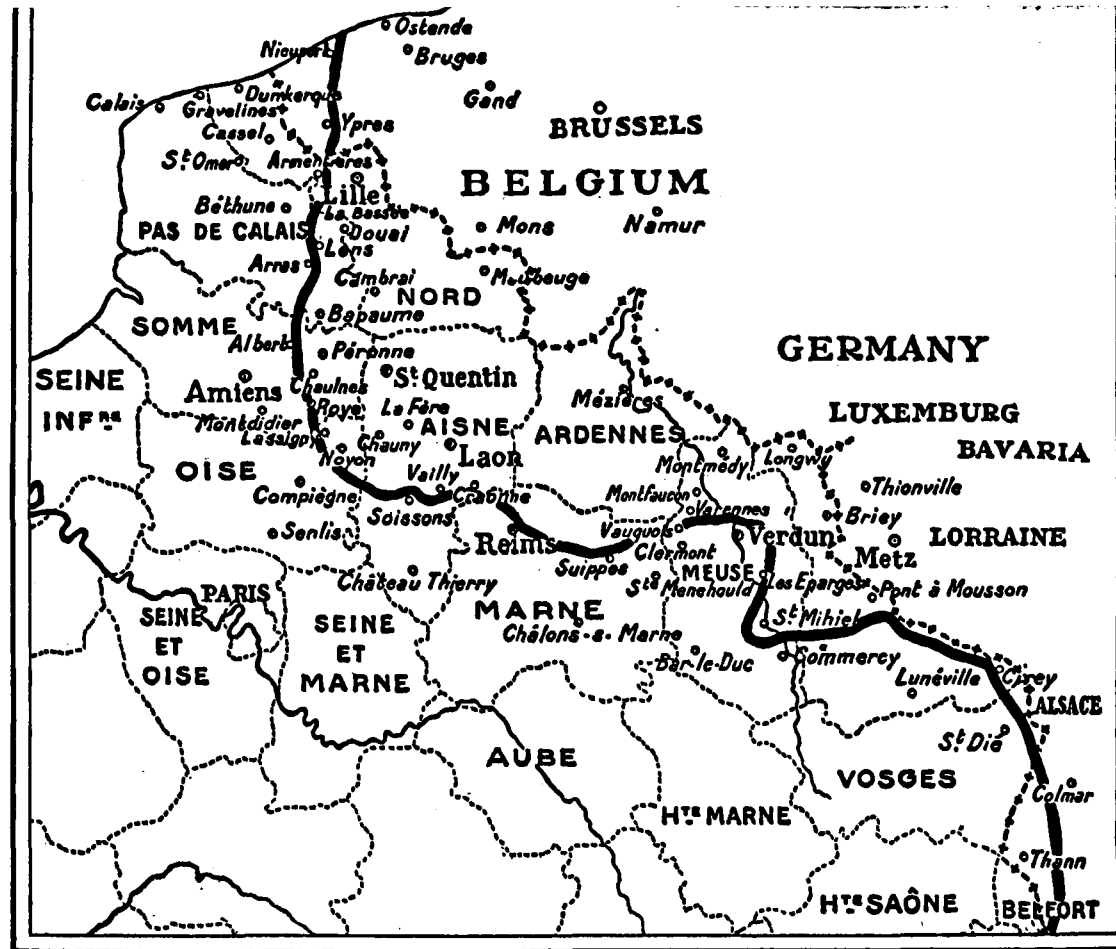 Ostende
Nieuport
Bruges
Gand
Calais
Dumkerque
Gravelines
BRUSSELS
Ypres
Cassel
St. Omer
Armentieres
BELGIUM
Lille
Béthune
La Bassée
Mons
Namur
PAS DE CALAIS
Douai
Lens
Arras
Maubeuge
Cambrai
NORD
Bapaume
SOMME
Albert
Péronne
GERMANY
SEINE
INFRE
Amiens
Chaulnes
St. Quentin
Mézières
Roye
La Fère
LUXEMBURG
Montdidier
AISNE
Lassigny
Chauny
ARDENNES
BAVARIA
Noyon
Laon
Longwy
OISE
Vailly
Montmédy
Compiègne
Craonne
Montfaucon
Thionville
Soissons
Varennes
Briey
Senlis
Reims
Vauquois
Verdun
LORRAINE
Clermont
Metz
Suippes
MEUSE
Château Thierry
Ste Menehould
Les Eparges
Pont à Mousson
PARIS
MARNE
St. Mihiel
SEINE
ET
OISE
SEINE
ET
MARNE
Châlons-s-Marne
Bar-le-Duc
Commercy
Cirey
Lunéville
ALSACE
St. Dié
AUBE
VOSGES
Colmar
HTE MARNE
Thann
HTE SAÔNE
BELFORT